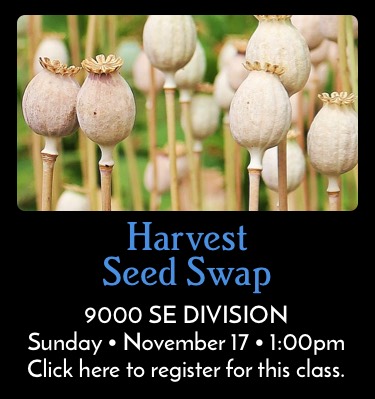 Harvest
Seed Swap
9000 SE DIVISION
Sunday • November 17 • 1:00pm
Click here to register for this class.